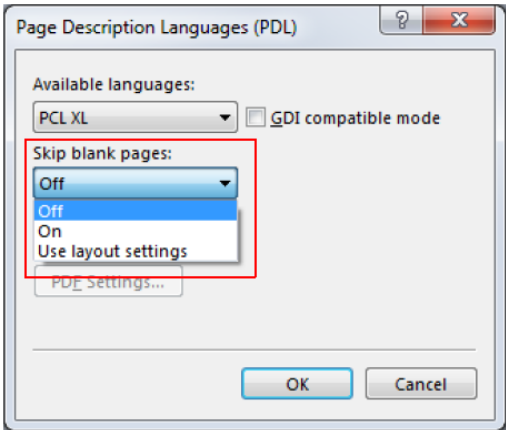 Page Description Languages (PDL)
Available languages:
PCL XL
GDI compatible mode
Skip blank pages:
Off
Off
On
Use layout settings
PDF Settings...
OK
Cancel